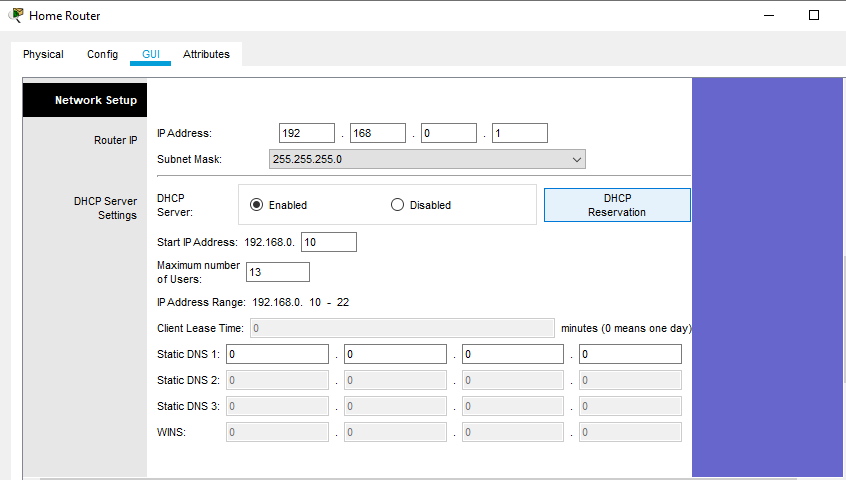 Home Router
Physical Config GUI Attributes
Network Setup
Router IP
IP Address: 192 . 168 . 0 . 1
Subnet Mask: 255.255.255.0
DHCP Server
Settings
DHCP
Server:
Enabled Disabled
DHCP
Reservation
Start IP Address: 192.168.0. 10
Maximum number
of Users:
13
IP Address Range: 192.168.0. 10 - 22
Client Lease Time: 0 minutes (0 means one day)
Static DNS 1: 0 . 0 . 0 . 0
Static DNS 2: 0 . 0 . 0 . 0
Static DNS 3: 0 . 0 . 0 . 0
WINS: 0 . 0 . 0 . 0